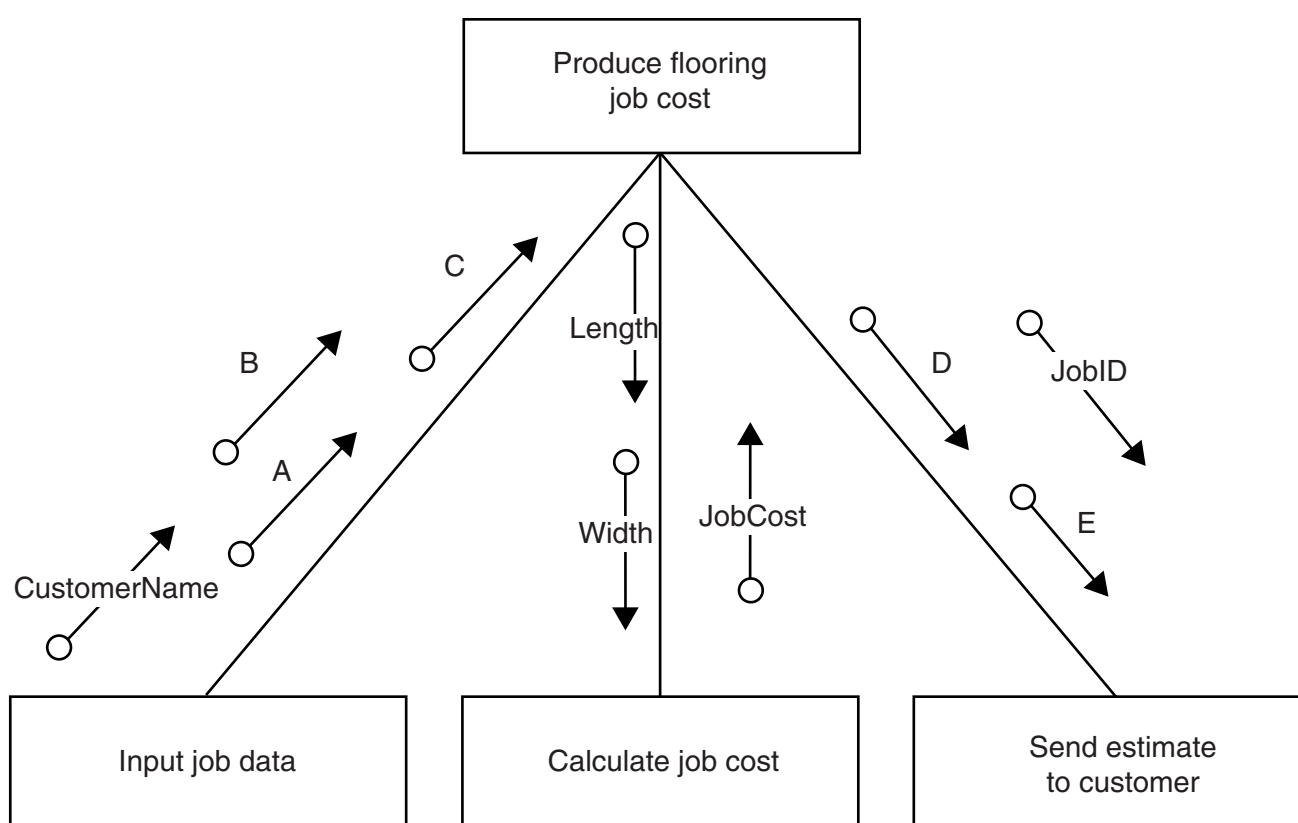 Produce flooring
job cost
C
Length
B
D
JobID
A
Width
JobCost
E
CustomerName
Input job data
Calculate job cost
Send estimate
to customer